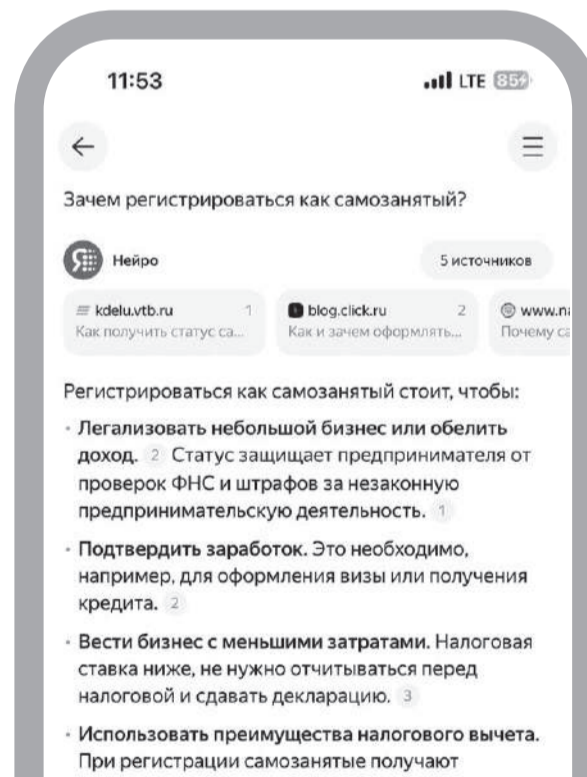 11:53 LTE 85
Зачем регистрироваться как самозанятый?
Нейро 5 источников
kdelu.vtb.ru 1 blog.click.ru 2 www.na
Как получить статус са... Как и зачем оформлять... Почему са
Регистрироваться как самозанятый стоит, чтобы:
• Легализовать небольшой бизнес или обелить
доход. 2 Статус защищает предпринимателя от
проверок ФНС и штрафов за незаконную
предпринимательскую деятельность. 1
• Подтвердить заработок. Это необходимо,
например, для оформления визы или получения
кредита. 2
• Вести бизнес с меньшими затратами. Налоговая
ставка ниже, не нужно отчитываться перед
налоговой и сдавать декларацию. 3
• Использовать преимущества налогового вычета.
При регистрации самозанятые получают